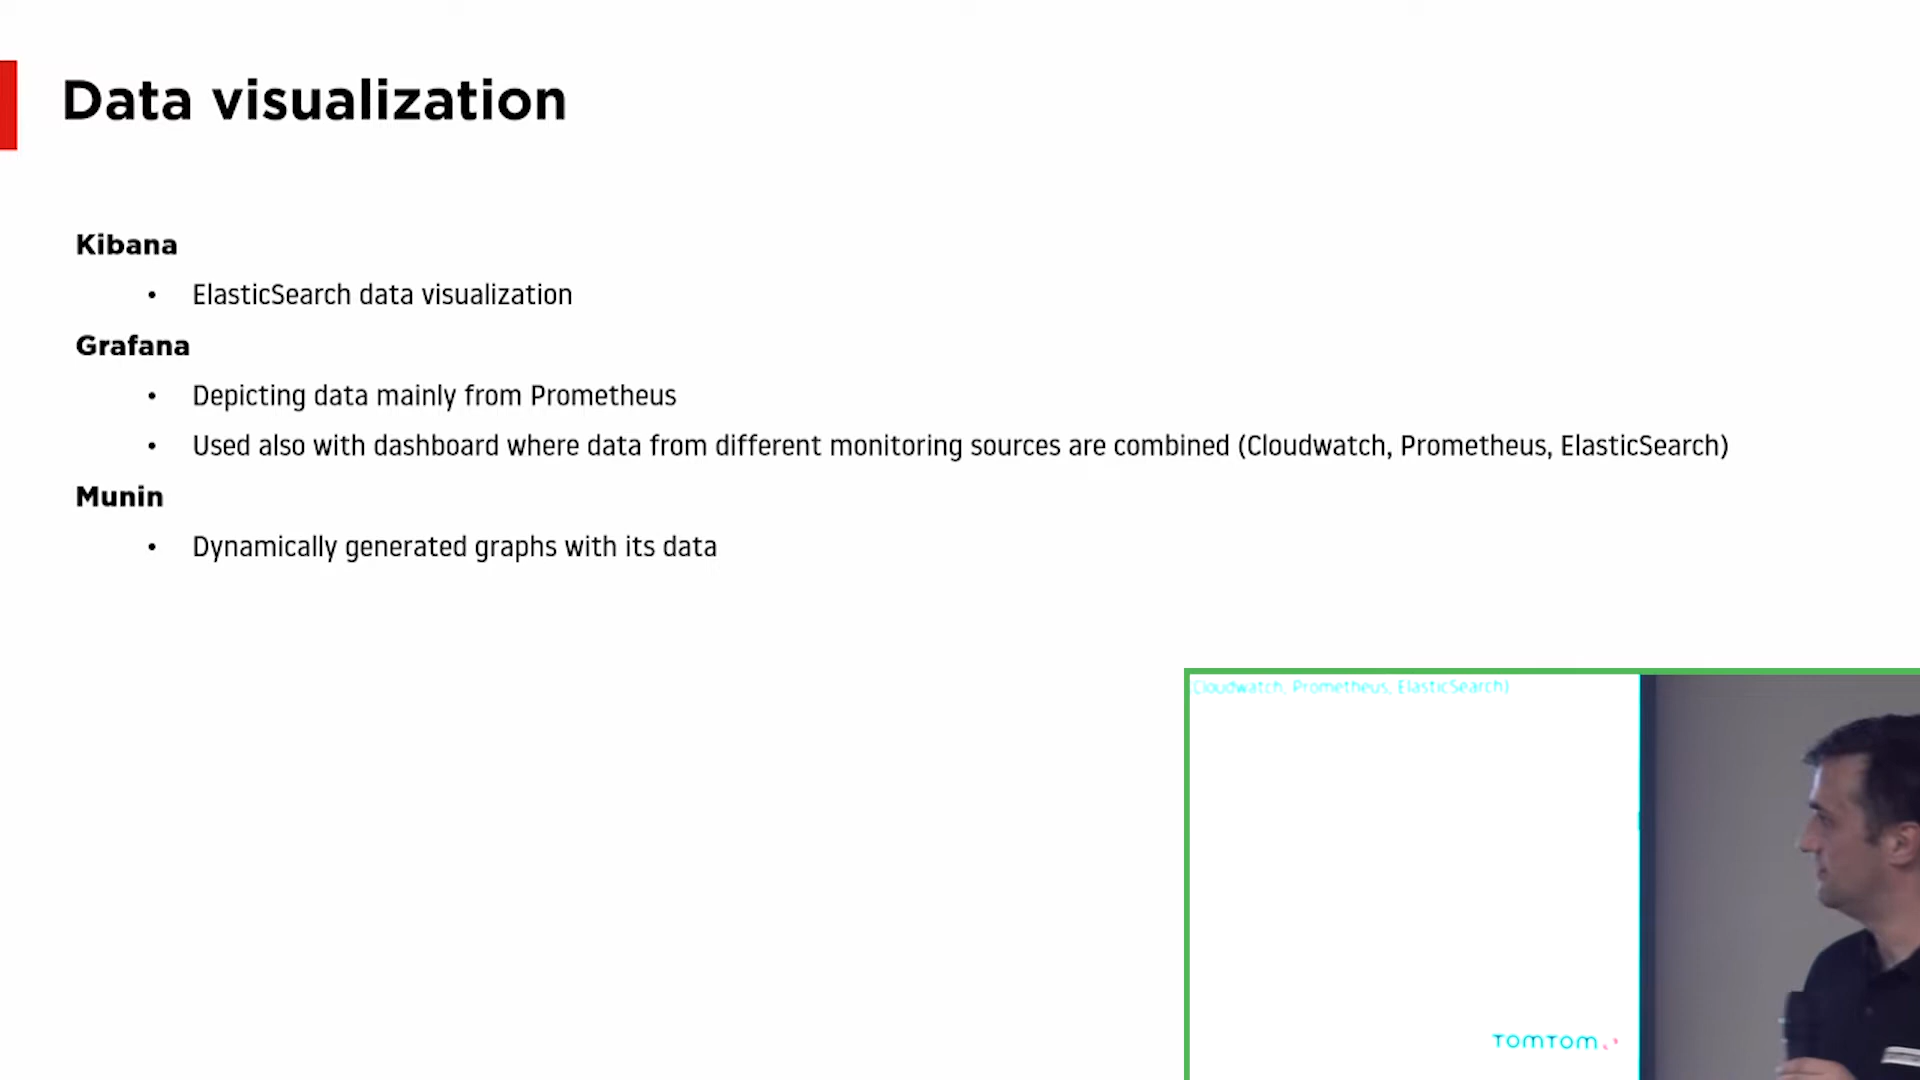 Data visualization
Kibana
• ElasticSearch data visualization
Grafana
• Depicting data mainly from Prometheus
• Used also with dashboard where data from different monitoring sources are combined (Cloudwatch, Prometheus, ElasticSearch)
Munin
• Dynamically generated graphs with its data
Cloudwatch, Prometheus, ElasticSearch)
TOMTOM